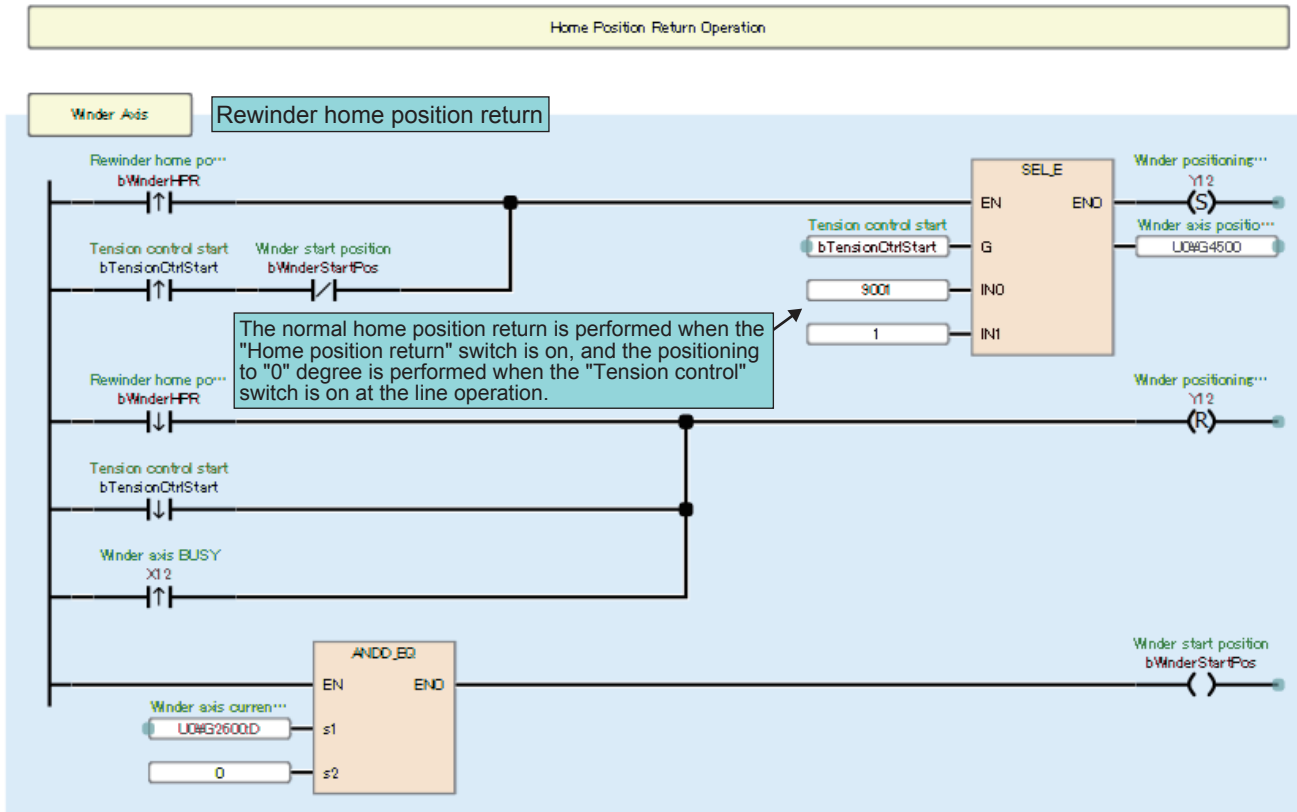 Home Position Return Operation
Winder Axis
Rewinder home position return
Rewinder home po···
bWinderHPR
Tension control start
bTensionCtrlStart
Winder start position
bWinderStartPos
SEL_E
EN
ENO
G
IN0
IN1
Tension control start
bTensionCtrlStart
9001
1
Winder positioning···
Y12
(S)
Winder axis positio···
U0¥G4500
The normal home position return is performed when the
"Home position return" switch is on, and the positioning
to "0" degree is performed when the "Tension control"
switch is on at the line operation.
Rewinder home po···
bWinderHPR
Winder positioning···
Y12
(R)
Tension control start
bTensionCtrlStart
Winder axis BUSY
X12
ANDD_EQ
EN
ENO
s1
s2
Winder axis curren···
U0¥G2600:D
0
Winder start position
bWinderStartPos